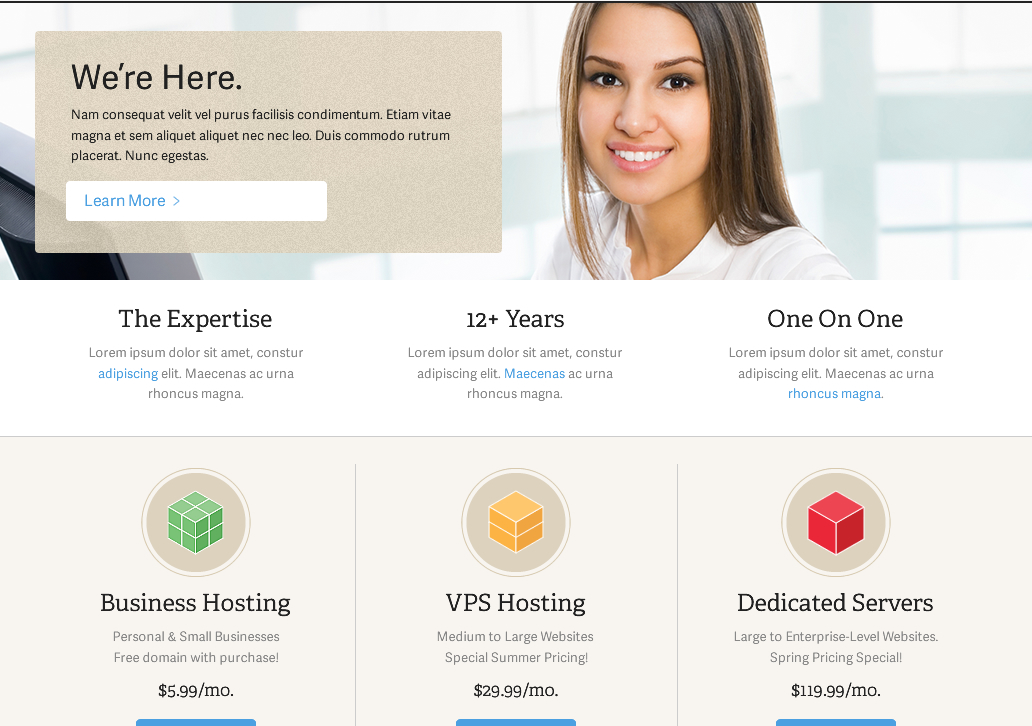 We're Here.
Nam consequat velit vel purus facilisis condimentum. Etiam vitae
magna et sem aliquet aliquet nec nec leo. Duis commodo rutrum
placerat. Nunc egestas.
Learn More >
The Expertise
Lorem ipsum dolor sit amet, constur
adipiscing elit. Maecenas ac urna
rhoncus magna.
12+ Years
Lorem ipsum dolor sit amet, constur
adipiscing elit. Maecenas ac urna
rhoncus magna.
One On One
Lorem ipsum dolor sit amet, constur
adipiscing elit. Maecenas ac urna
rhoncus magna.
Business Hosting
Personal & Small Businesses
Free domain with purchase!
$5.99/mo.
VPS Hosting
Medium to Large Websites
Special Summer Pricing!
$29.99/mo.
Dedicated Servers
Large to Enterprise-Level Websites.
Spring Pricing Special!
$119.99/mo.